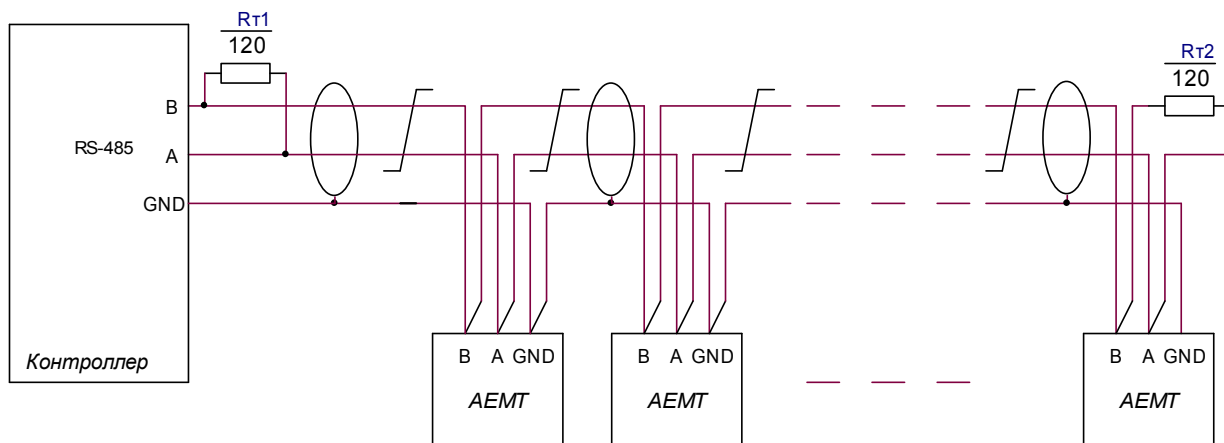 Rт1
120
Rт2
120
B
RS-485
A
GND
Контроллер
B A GND
AEMT
B A GND
AEMT
B A GND
AEMT